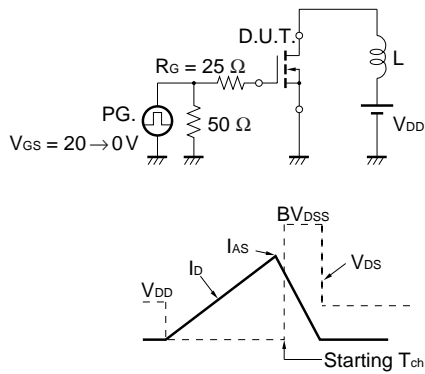 D.U.T.
RG = 25 Ω
L
PG.
50 Ω
VDD
VGS = 20 → 0 V
BVDSS
IAS
ID
VDS
VDD
Starting Tch